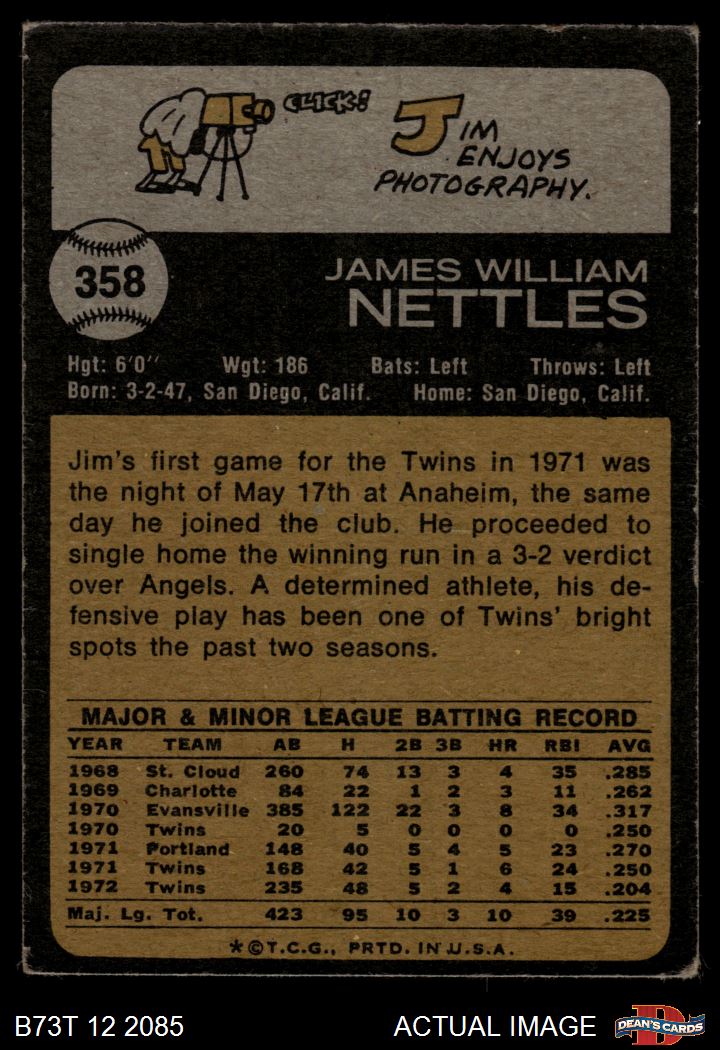 CLICK!
JIM
ENJOYS
PHOTOGRAPHY.
358
JAMES WILLIAM
NETTLES
Hgt: 6'0" Wgt: 186 Bats: Left Throws: Left
Born: 3-2-47, San Diego, Calif. Home: San Diego, Calif.
Jim's first game for the Twins in 1971 was
the night of May 17th at Anaheim, the same
day he joined the club. He proceeded to
single home the winning run in a 3-2 verdict
over Angels. A determined athlete, his de-
fensive play has been one of Twins' bright
spots the past two seasons.
MAJOR & MINOR LEAGUE BATTING RECORD
YEAR TEAM AB H 2B 3B HR RBI AVG
1968 St. Cloud 260 74 13 3 4 35 .285
1969 Charlotte 84 22 1 2 3 11 .262
1970 Evansville 385 122 22 3 8 34 .317
1970 Twins 20 5 0 0 0 0 .250
1971 Portland 148 40 5 4 5 23 .270
1971 Twins 168 42 5 1 6 24 .250
1972 Twins 235 48 5 2 4 15 .204
Maj. Lg. Tot. 423 95 10 3 10 39 .225
*©T.C.G., PRTD. IN U.S.A.
B73T 12 2085 ACTUAL IMAGE
D
DEAN'S CARDS